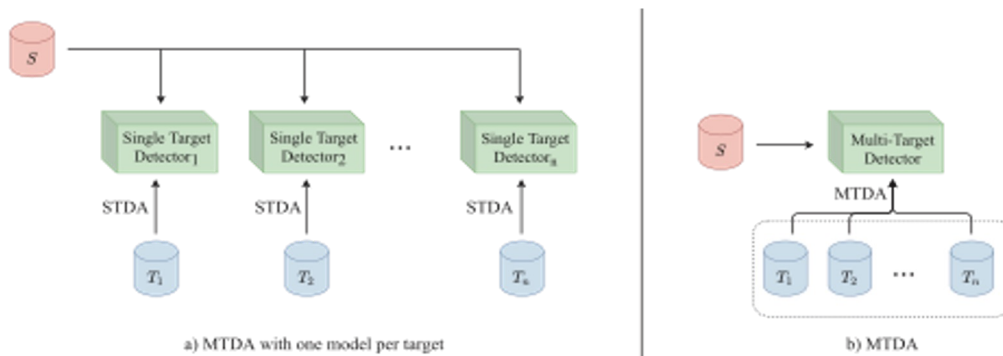 S
Single Target
Detector1
Single Target
Detector2
...
Single Target
Detectorn
STDA
STDA
STDA
T1
T2
Tn
a) MTDA with one model per target
S
Multi-Target
Detector
MTDA
T1
T2
...
Tn
b) MTDA